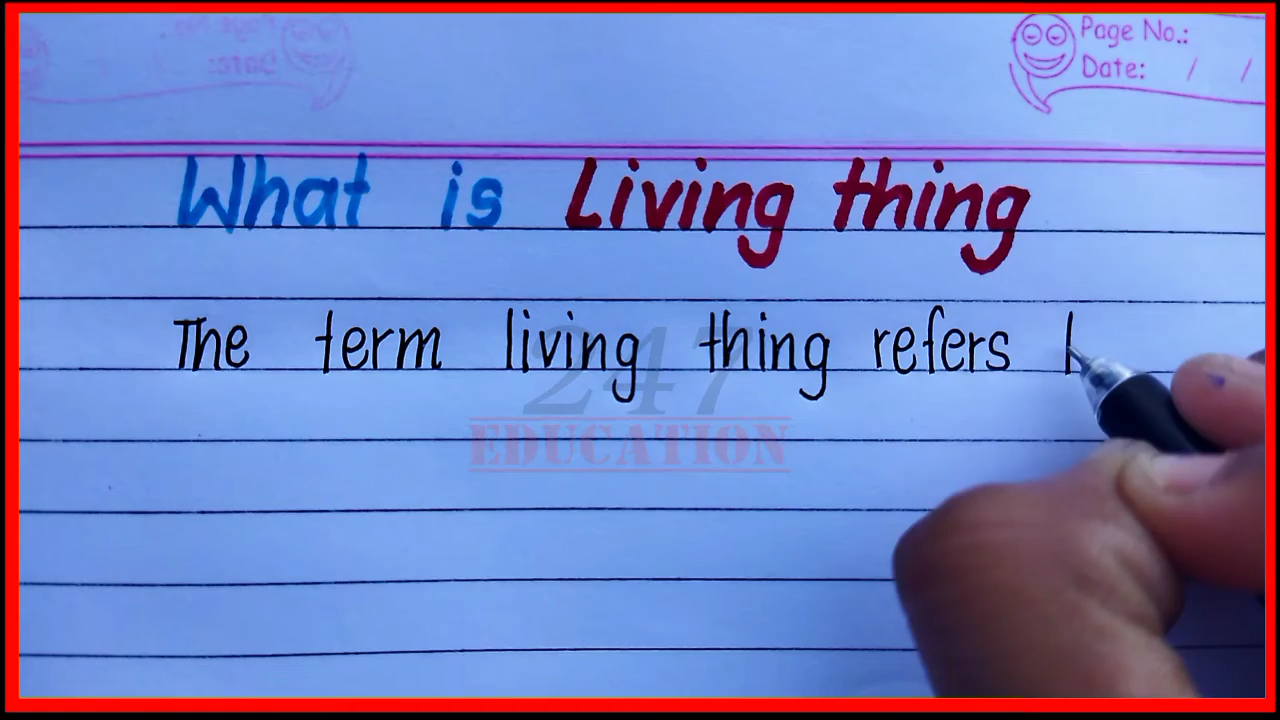 Page No.:
Date: / /
What is Living thing
The term living thing refers
247
EDUCATION